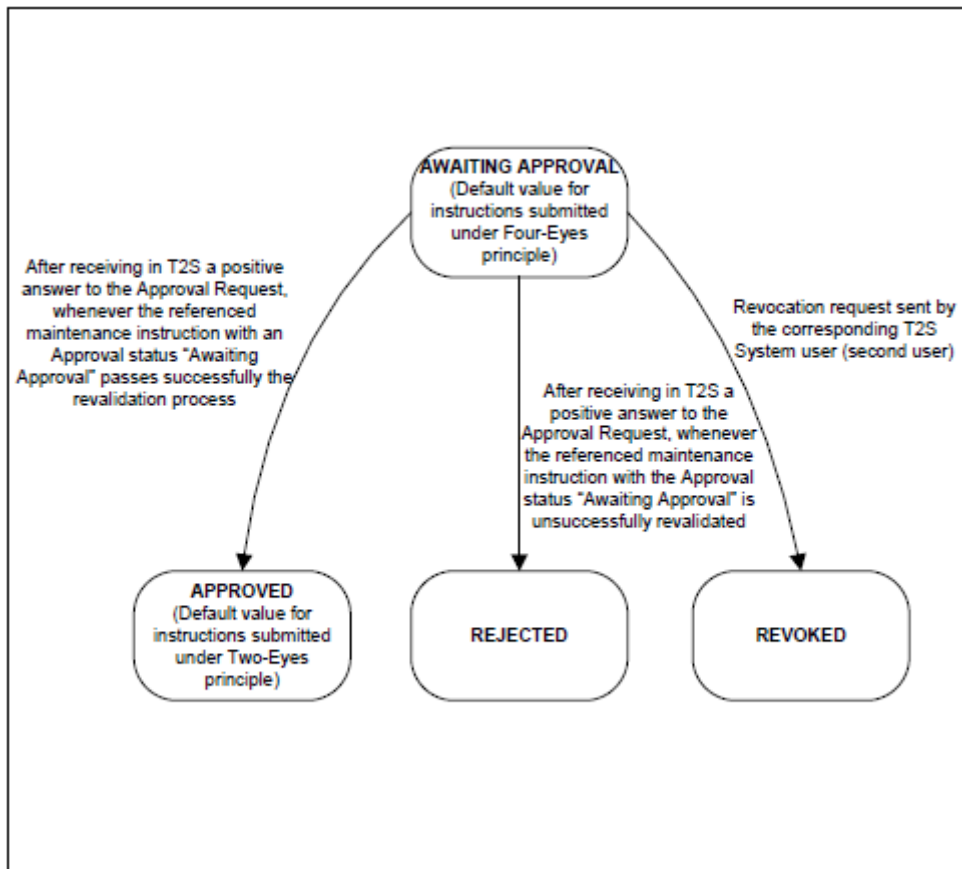 AWAITING APPROVAL
(Default value for
instructions submitted
under Four-Eyes
principle)
After receiving in T2S a positive
answer to the Approval Request,
whenever the referenced
maintenance instruction with an
Approval status “Awaiting
Approval” passes successfully the
revalidation process
Revocation request sent by
the corresponding T2S
System user (second user)
After receiving in T2S a
positive answer to the
Approval Request, whenever
the referenced maintenance
instruction with the Approval
status “Awaiting Approval” is
unsuccessfully revalidated
APPROVED
(Default value for
instructions submitted
under Two-Eyes
principle)
REJECTED
REVOKED